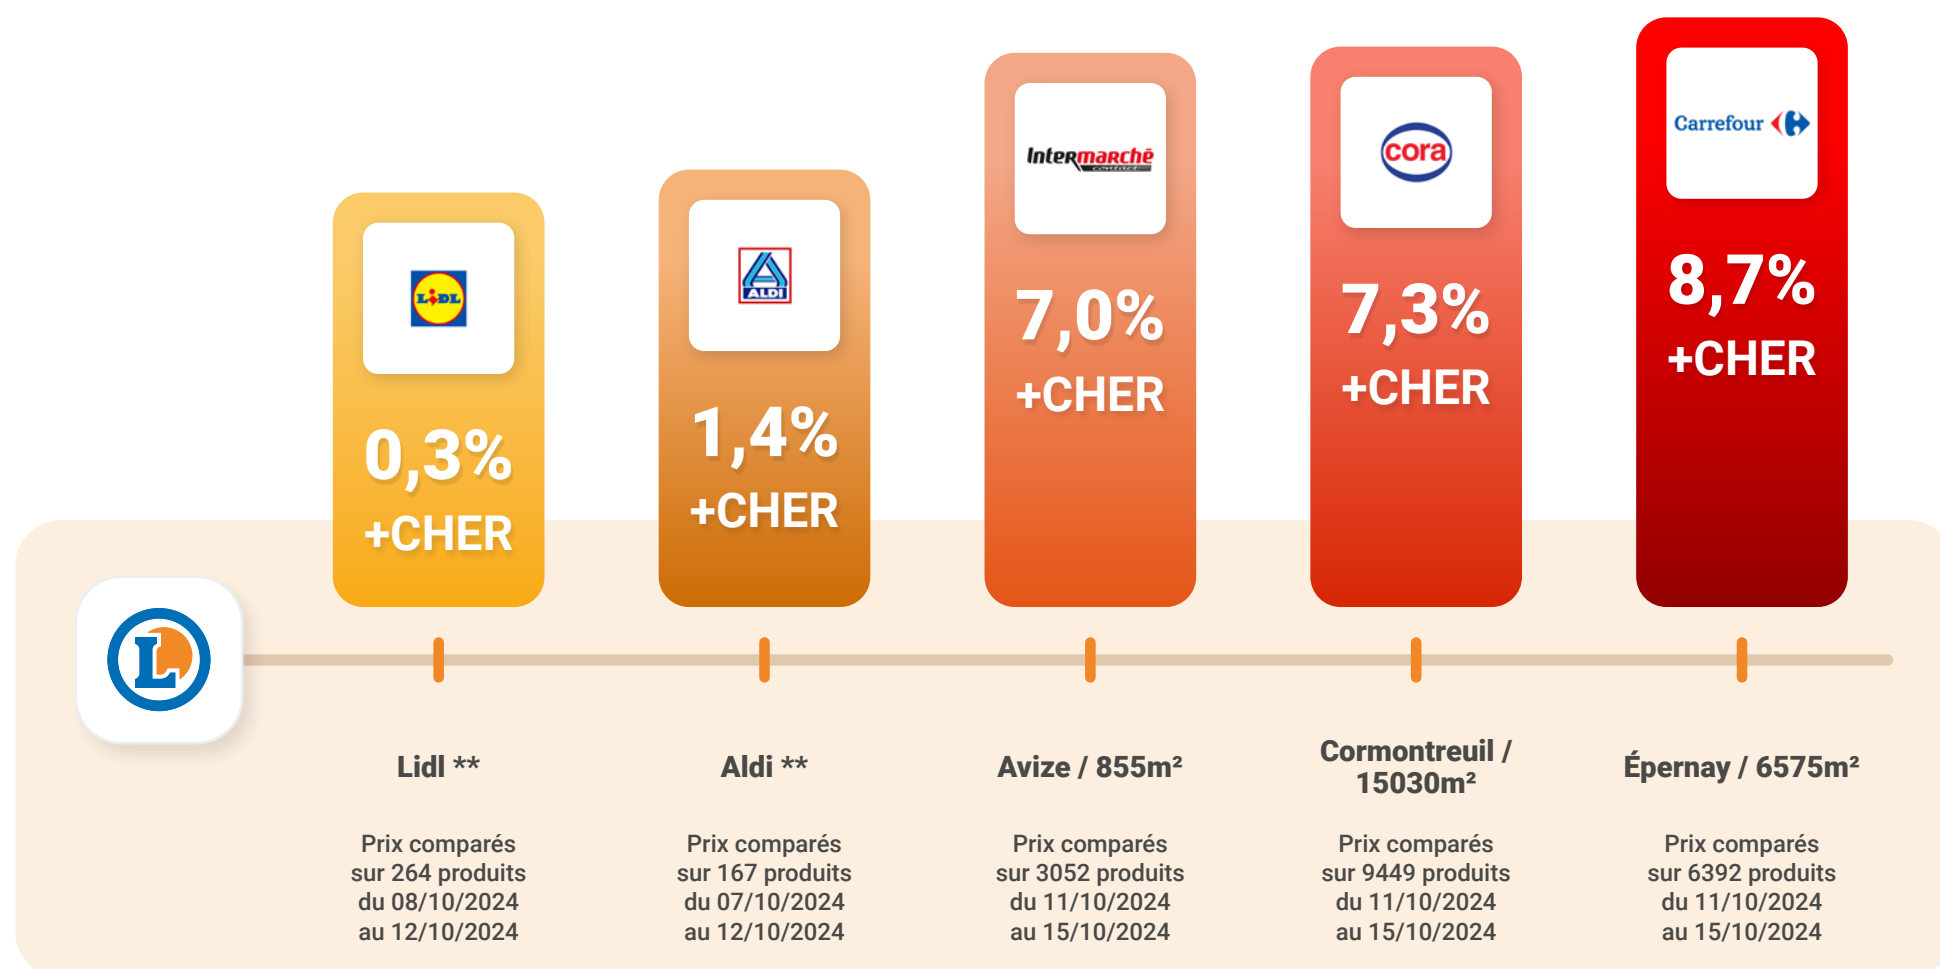 LIDL
0,3%
+CHER
ALDI
1,4%
+CHER
Intermarchē
contact
7,0%
+CHER
cora
7,3%
+CHER
Carrefour
8,7%
+CHER
L
Lidl **
Prix comparés
sur 264 produits
du 08/10/2024
au 12/10/2024
Aldi **
Prix comparés
sur 167 produits
du 07/10/2024
au 12/10/2024
Avize / 855m²
Prix comparés
sur 3052 produits
du 11/10/2024
au 15/10/2024
Cormontreuil /
15030m²
Prix comparés
sur 9449 produits
du 11/10/2024
au 15/10/2024
Épernay / 6575m²
Prix comparés
sur 6392 produits
du 11/10/2024
au 15/10/2024